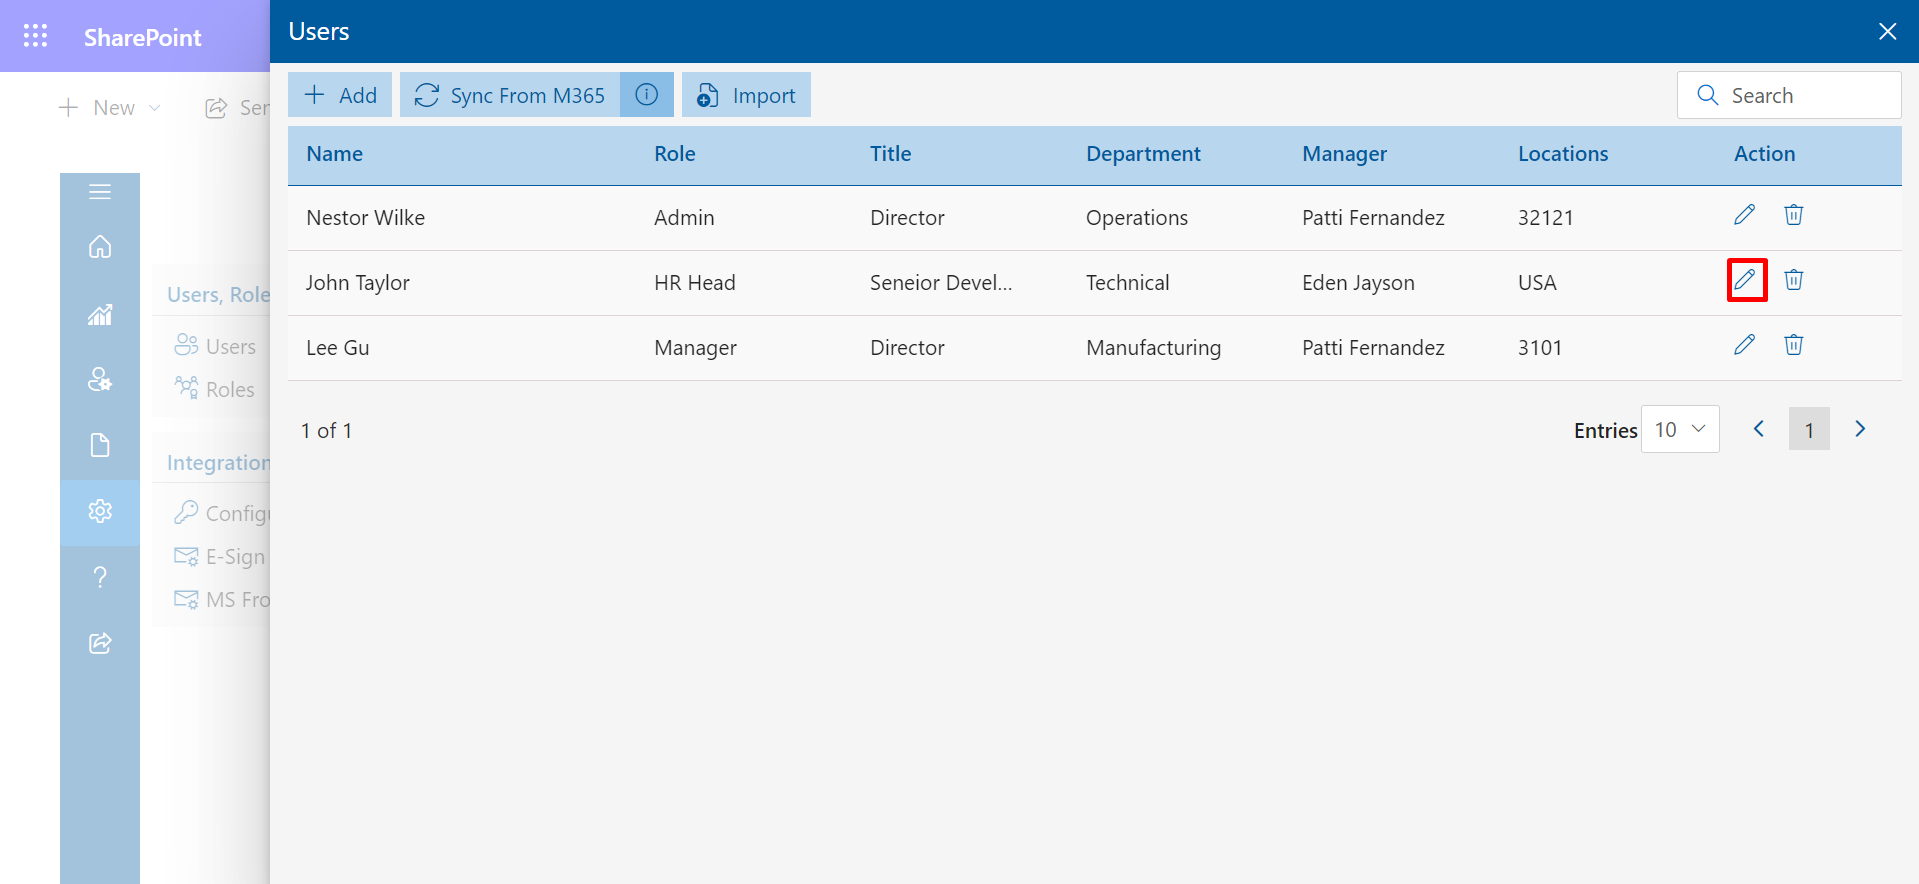 SharePoint
Users
New
Add
Sync From M365
Import
Search
Name Role Title Department Manager Locations Action
Nestor Wilke Admin Director Operations Patti Fernandez 32121
John Taylor HR Head Seneior Devel... Technical Eden Jayson USA
Lee Gu Manager Director Manufacturing Patti Fernandez 3101
1 of 1
Entries 10
1
Users, Role
Users
Roles
Integration
E-Sign
MS Fro